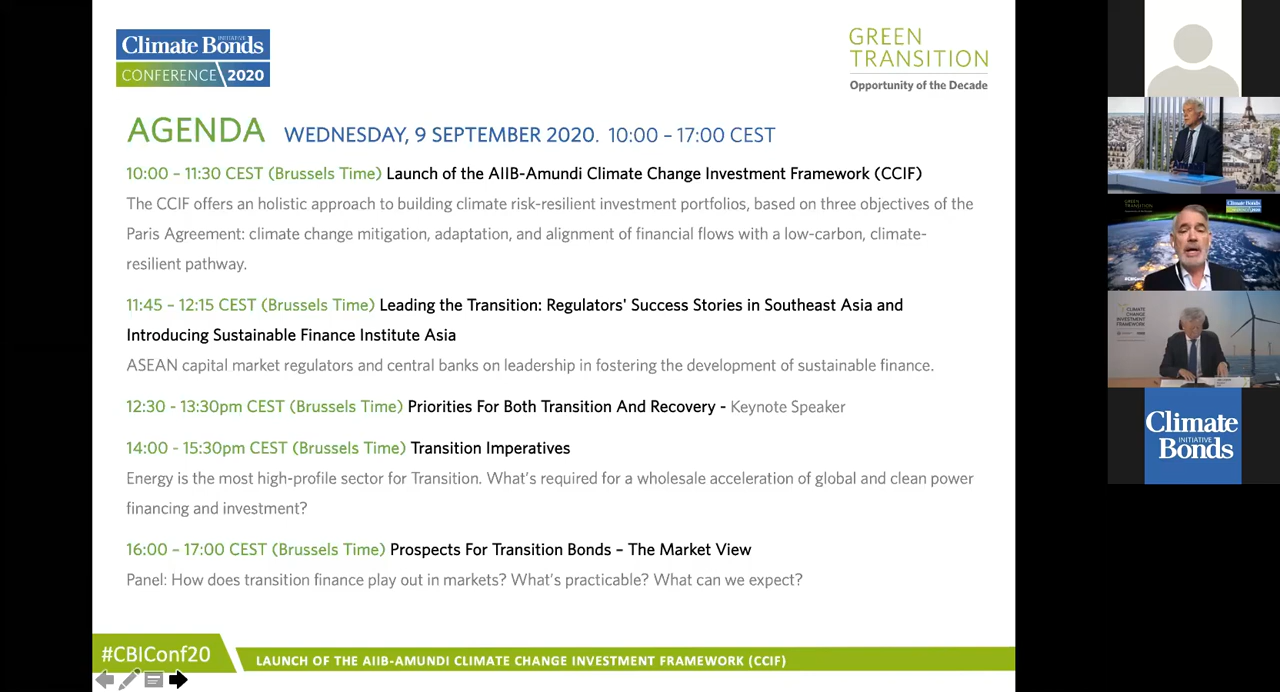 Climate Bonds
INITIATIVE
CONFERENCE 2020
GREEN
TRANSITION
Opportunity of the Decade
AGENDA WEDNESDAY, 9 SEPTEMBER 2020. 10:00 – 17:00 CEST
10:00 – 11:30 CEST (Brussels Time) Launch of the AIIB-Amundi Climate Change Investment Framework (CCIF)
The CCIF offers an holistic approach to building climate risk-resilient investment portfolios, based on three objectives of the
Paris Agreement: climate change mitigation, adaptation, and alignment of financial flows with a low-carbon, climate-
resilient pathway.
11:45 – 12:15 CEST (Brussels Time) Leading the Transition: Regulators' Success Stories in Southeast Asia and
Introducing Sustainable Finance Institute Asia
ASEAN capital market regulators and central banks on leadership in fostering the development of sustainable finance.
12:30 - 13:30pm CEST (Brussels Time) Priorities For Both Transition And Recovery - Keynote Speaker
14:00 - 15:30pm CEST (Brussels Time) Transition Imperatives
Energy is the most high-profile sector for Transition. What's required for a wholesale acceleration of global and clean power
financing and investment?
16:00 – 17:00 CEST (Brussels Time) Prospects For Transition Bonds – The Market View
Panel: How does transition finance play out in markets? What's practicable? What can we expect?
#CBIConf20
LAUNCH OF THE AIIB-AMUNDI CLIMATE CHANGE INVESTMENT FRAMEWORK (CCIF)
GREEN
TRANSITION
Climate Bonds
CLIMATE
CHANGE
INVESTMENT
FRAMEWORK
Climate
INITIATIVE
Bonds